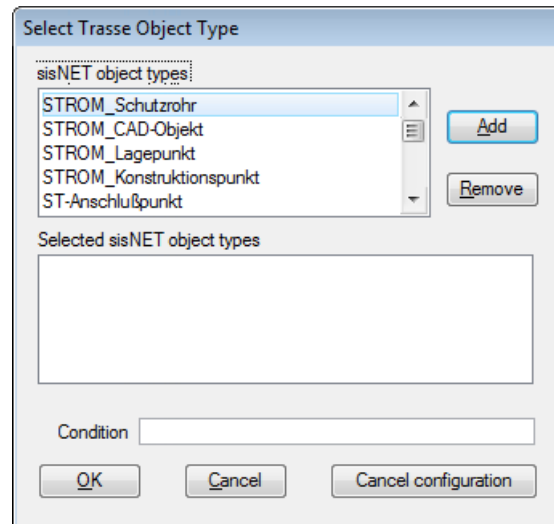 Select Trasse Object Type
sisNET object types
STROM_Schutzrohr
STROM_CAD-Objekt
STROM_Lagepunkt
STROM_Konstruktionspunkt
ST-Anschlußpunkt
Add
Remove
Selected sisNET object types
Condition
OK
Cancel
Cancel configuration